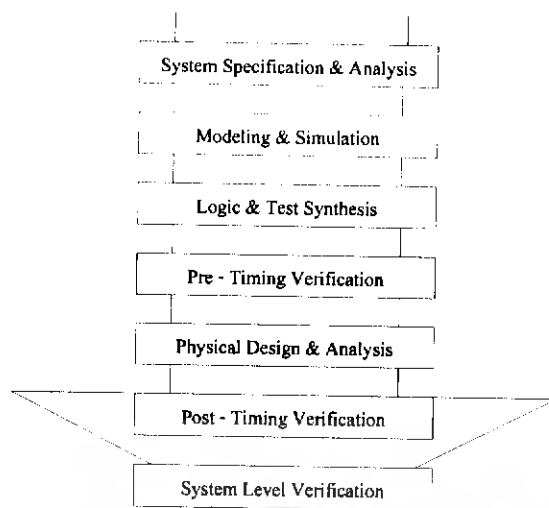 System Specification & Analysis
Modeling & Simulation
Logic & Test Synthesis
Pre - Timing Verification
Physical Design & Analysis
Post - Timing Verification
System Level Verification